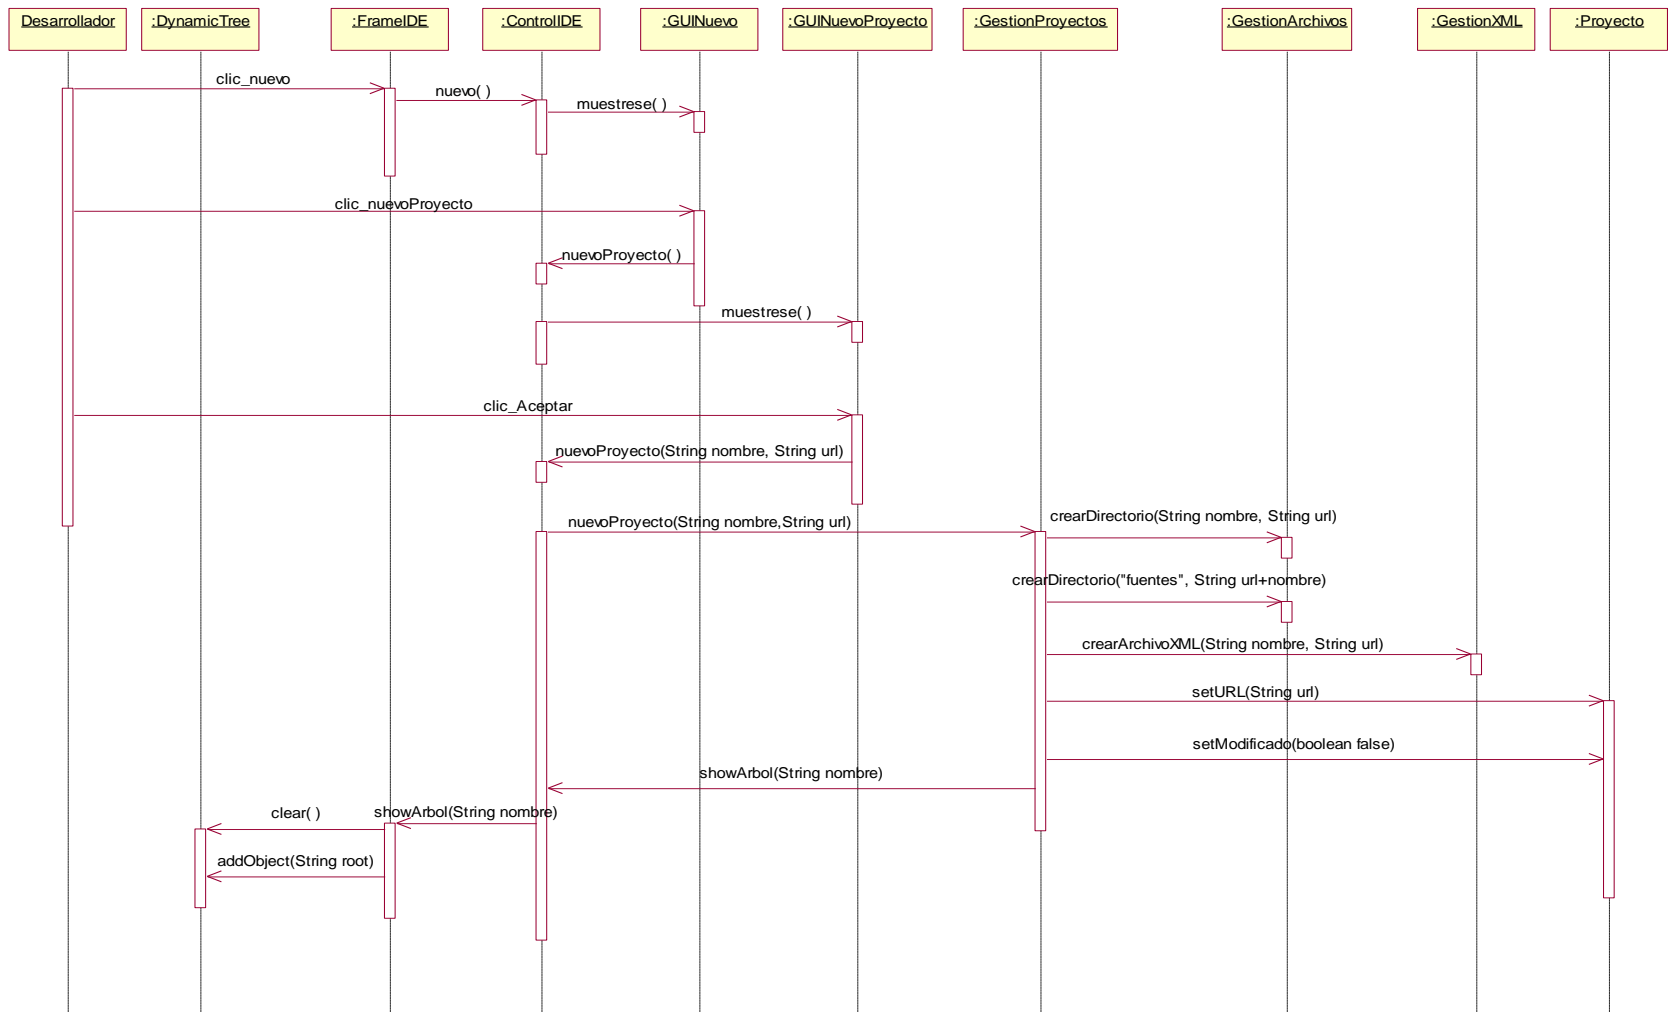 Desarrollador
:DynamicTree
:FrameIDE
:ControlIDE
:GUINuevo
:GUINuevoProyecto
:GestionProyectos
:GestionArchivos
:GestionXML
:Proyecto
clic_nuevo
nuevo( )
muestrese( )
clic_nuevoProyecto
nuevoProyecto( )
muestrese( )
clic_Aceptar
nuevoProyecto(String nombre, String url)
nuevoProyecto(String nombre,String url)
crearDirectorio(String nombre, String url)
crearDirectorio("fuentes", String url+nombre)
crearArchivoXML(String nombre, String url)
setURL(String url)
setModificado(boolean false)
showArbol(String nombre)
showArbol(String nombre)
clear( )
addObject(String root)